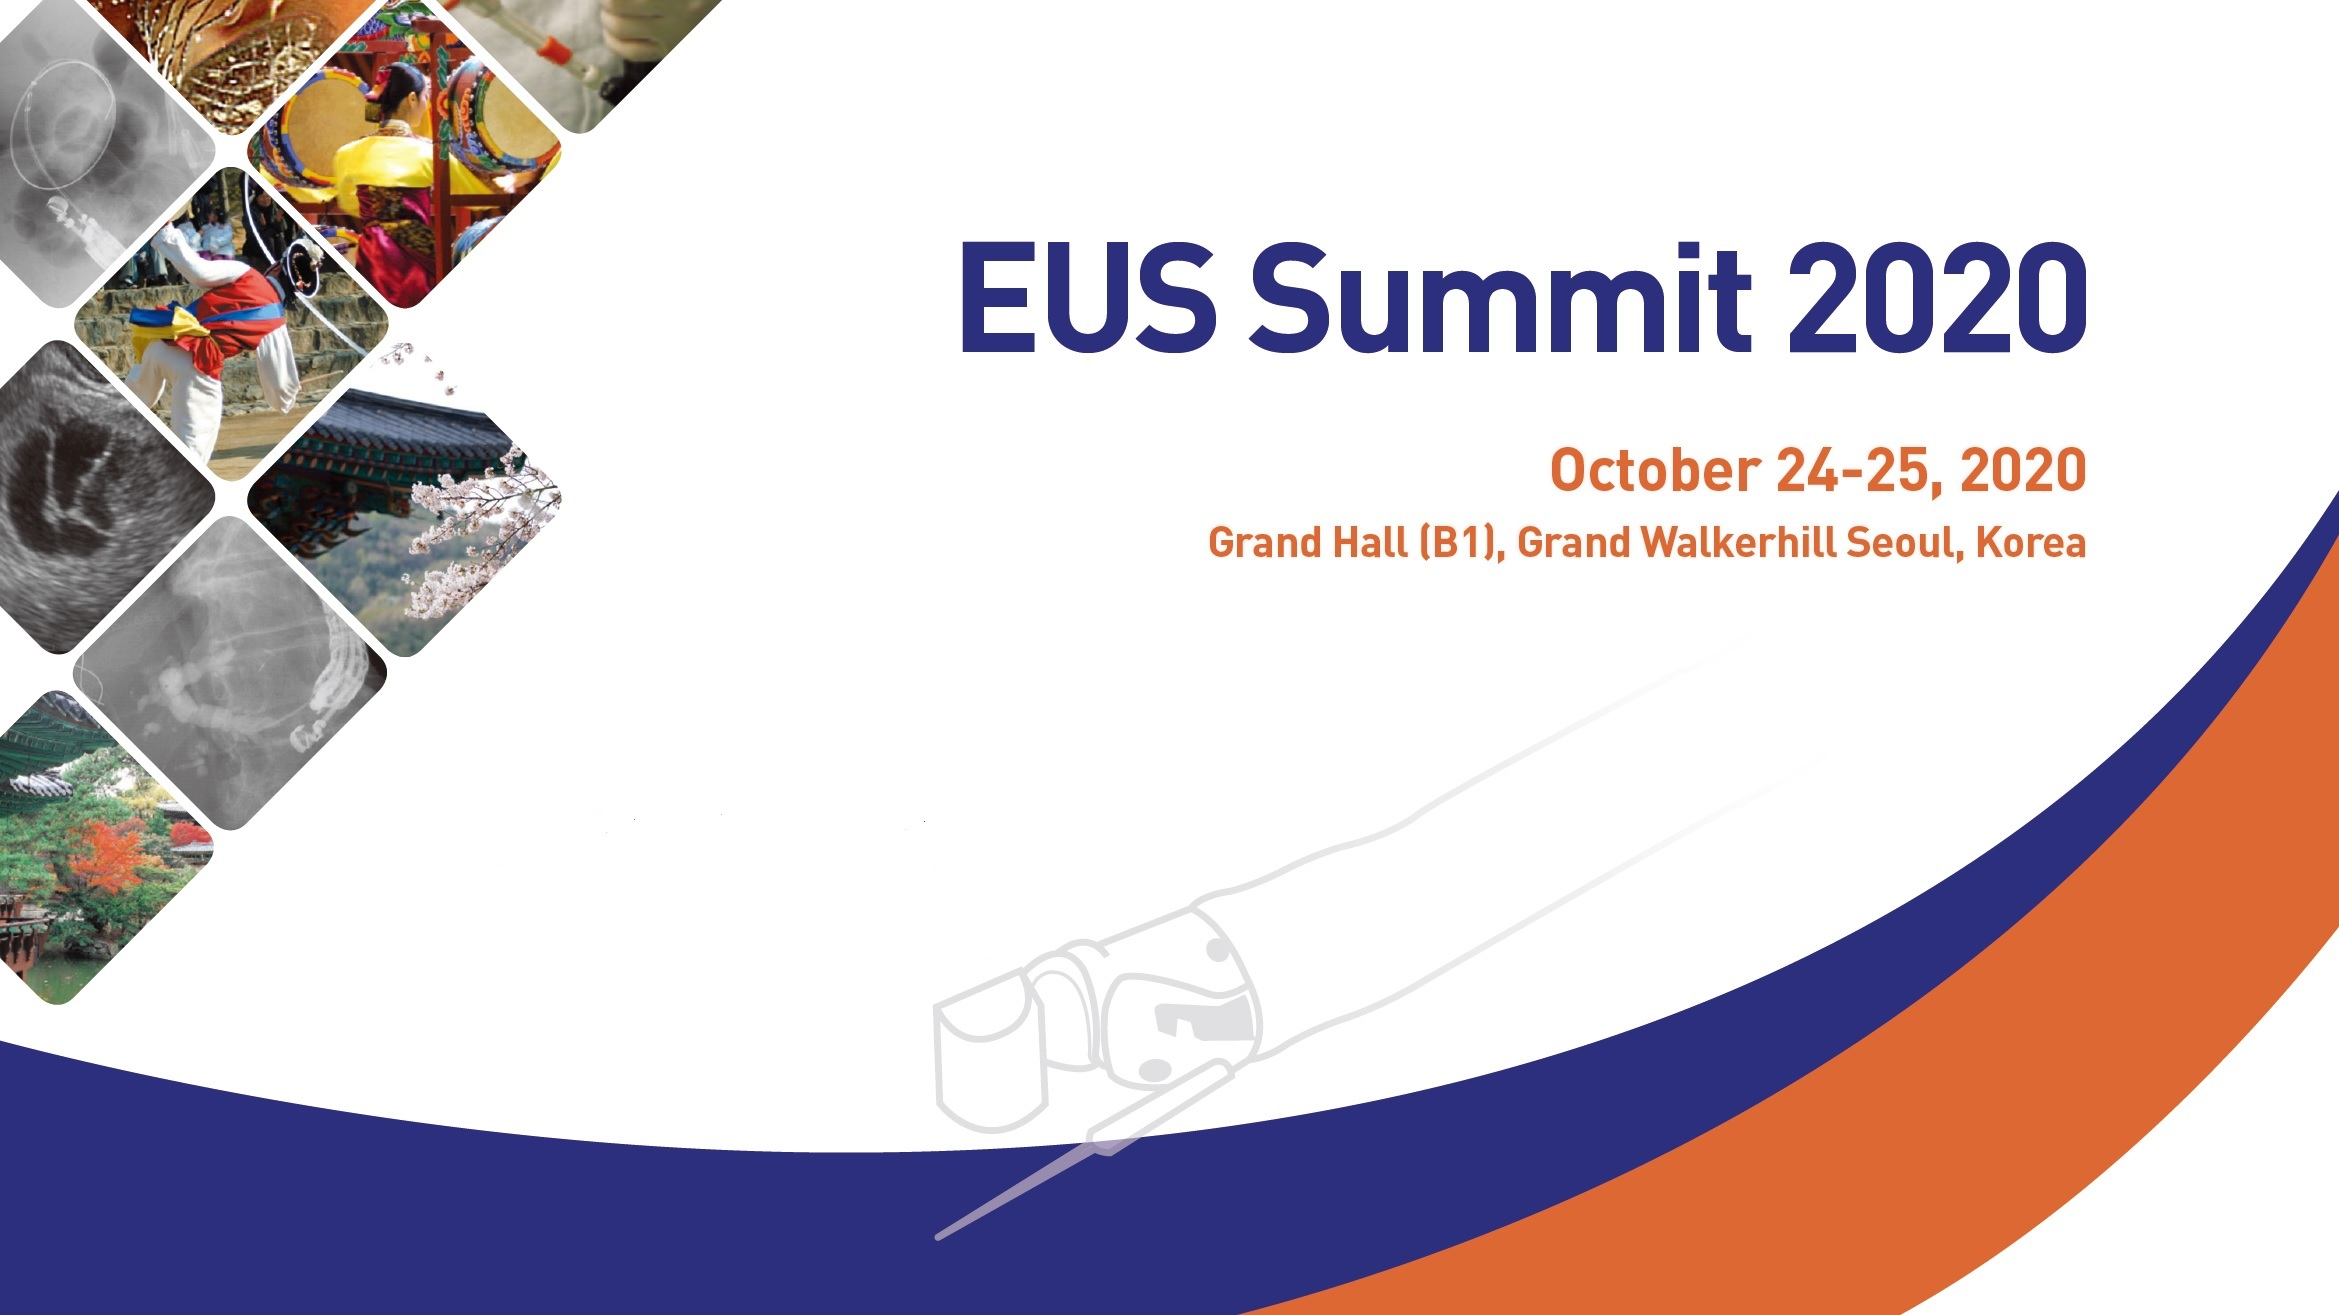 EUS Summit 2020
October 24-25, 2020
Grand Hall (B1), Grand Walkerhill Seoul, Korea